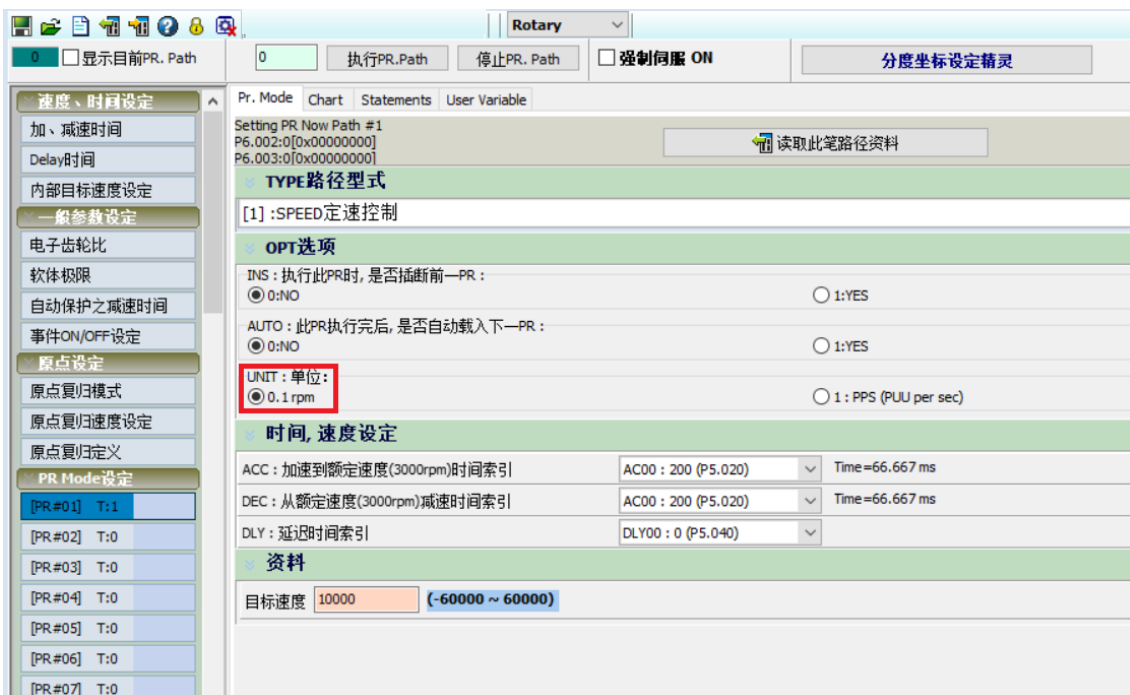 Rotary
0 显示目前PR. Path 0 执行PR.Path 停止PR. Path 强制伺服 ON 分度坐标设定精灵
速度、时间设定
加、减速时间
Delay时间
内部目标速度设定
一般参数设定
电子齿轮比
软体极限
自动保护之减速时间
事件ON/OFF设定
原点设定
原点复归模式
原点复归速度设定
原点复归定义
PR Mode设定
[PR#01] T:1
[PR#02] T:0
[PR#03] T:0
[PR#04] T:0
[PR#05] T:0
[PR#06] T:0
[PR#07] T:0
Pr. Mode Chart Statements User Variable
Setting PR Now Path #1
P6.002:0[0x00000000]
P6.003:0[0x00000000]
读取此笔路径资料
TYPE路径型式
[1] :SPEED定速控制
OPT选项
INS : 执行此PR时, 是否插断前一PR :
0:NO 1:YES
AUTO : 此PR执行完后, 是否自动载入下一PR :
0:NO 1:YES
UNIT : 单位:
0.1 rpm 1 : PPS (PUU per sec)
时间, 速度设定
ACC : 加速到额定速度(3000rpm)时间索引 AC00 : 200 (P5.020) Time=66.667 ms
DEC : 从额定速度(3000rpm)减速时间索引 AC00 : 200 (P5.020) Time=66.667 ms
DLY : 延迟时间索引 DLY00 : 0 (P5.040)
资料
目标速度 10000 (-60000 ~ 60000)